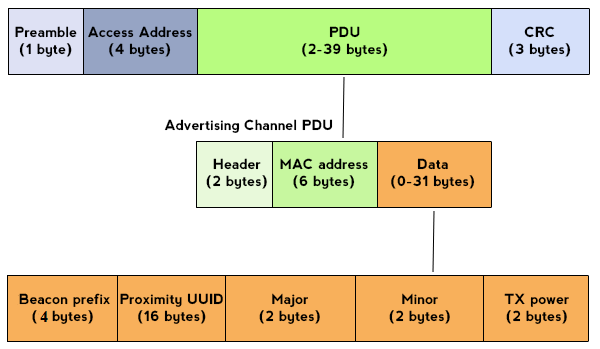 Preamble
(1 byte)
Access Address
(4 bytes)
PDU
(2-39 bytes)
CRC
(3 bytes)
Advertising Channel PDU
Header
(2 bytes)
MAC address
(6 bytes)
Data
(0-31 bytes)
Beacon prefix
(4 bytes)
Proximity UUID
(16 bytes)
Major
(2 bytes)
Minor
(2 bytes)
TX power
(2 bytes)